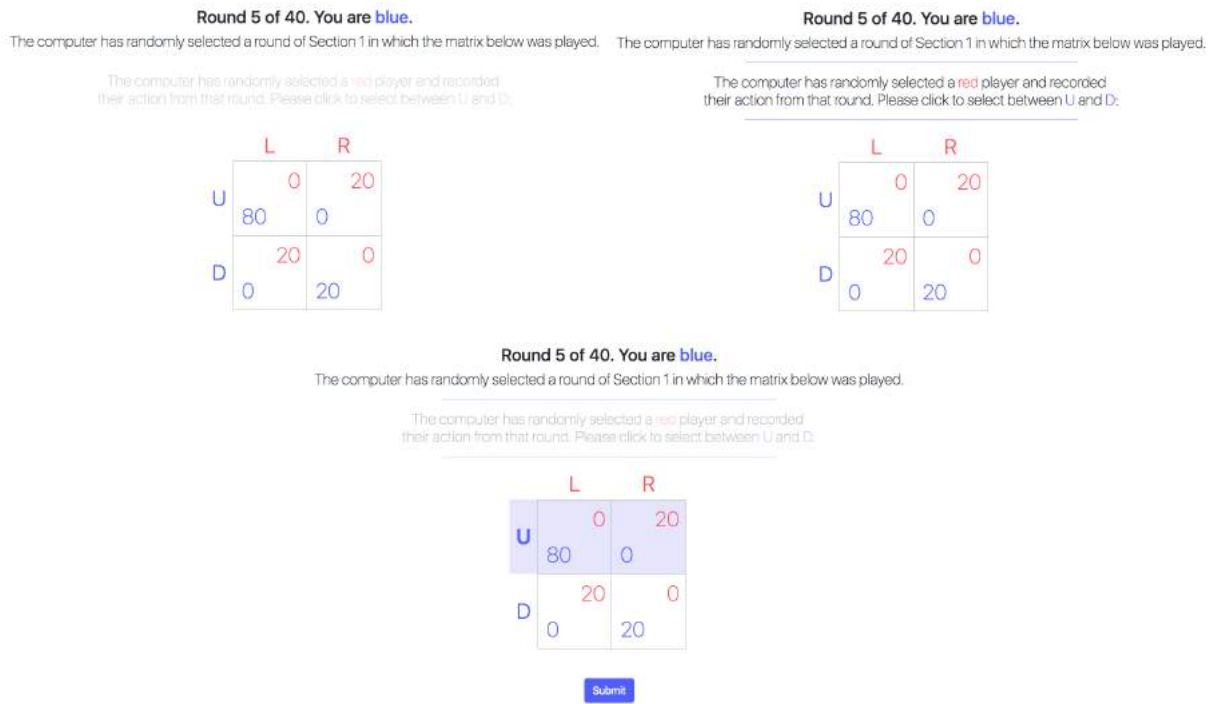 Round 5 of 40. You are blue.
The computer has randomly selected a round of Section 1 in which the matrix below was played.
The computer has randomly selected a red player and recorded
their action from that round. Please click to select between U and D:
L R
0 20
U
80 0
20 0
D
0 20
Round 5 of 40. You are blue.
The computer has randomly selected a round of Section 1 in which the matrix below was played.
The computer has randomly selected a red player and recorded
their action from that round. Please click to select between U and D:
L R
0 20
U
80 0
20 0
D
0 20
Round 5 of 40. You are blue.
The computer has randomly selected a round of Section 1 in which the matrix below was played.
The computer has randomly selected a red player and recorded
their action from that round. Please click to select between U and D:
L R
0 20
U
80 0
20 0
D
0 20
Submit